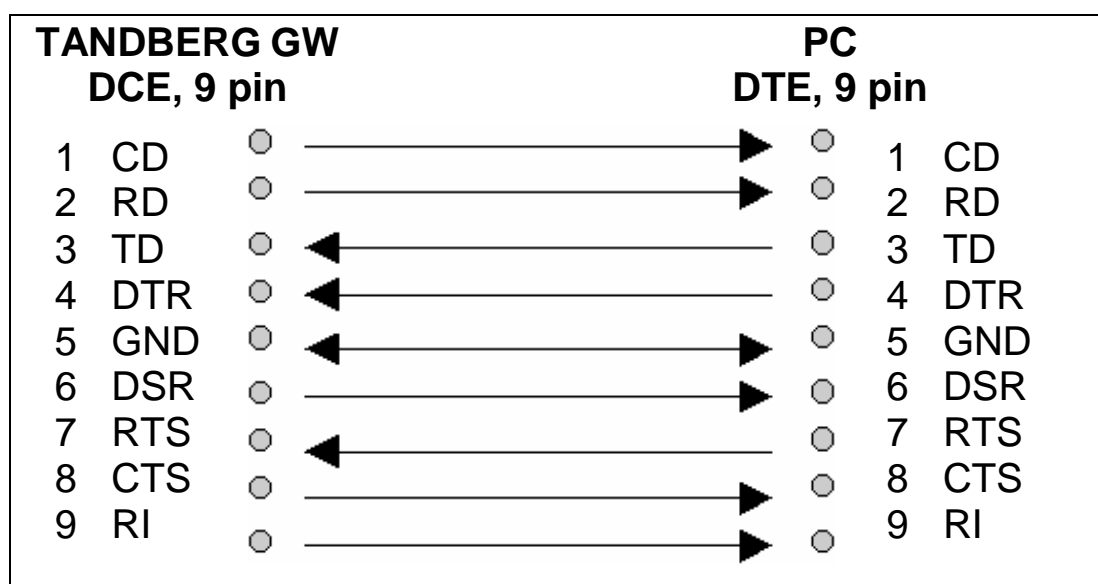 TANDBERG GW PC
DCE, 9 pin DTE, 9 pin
1 CD 1 CD
2 RD 2 RD
3 TD 3 TD
4 DTR 4 DTR
5 GND 5 GND
6 DSR 6 DSR
7 RTS 7 RTS
8 CTS 8 CTS
9 RI 9 RI